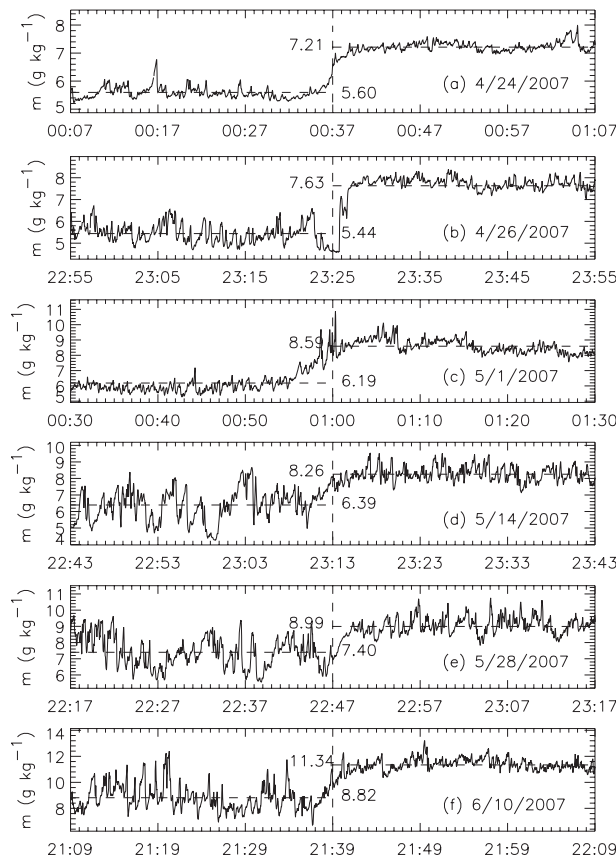 m (g kg⁻¹)
8
7
6
5
7.21
5.60
(a) 4/24/2007
00:07 00:17 00:27 00:37 00:47 00:57 01:07
m (g kg⁻¹)
8
7
6
5
7.63
5.44
(b) 4/26/2007
22:55 23:05 23:15 23:25 23:35 23:45 23:55
m (g kg⁻¹)
11
10
9
8
7
6
5
8.59
6.19
(c) 5/1/2007
00:30 00:40 00:50 01:00 01:10 01:20 01:30
m (g kg⁻¹)
10
9
8
7
6
5
4
8.26
6.39
(d) 5/14/2007
22:43 22:53 23:03 23:13 23:23 23:33 23:43
m (g kg⁻¹)
11
10
9
8
7
6
8.99
7.40
(e) 5/28/2007
22:17 22:27 22:37 22:47 22:57 23:07 23:17
m (g kg⁻¹)
14
12
10
8
11.34
8.82
(f) 6/10/2007
21:09 21:19 21:29 21:39 21:49 21:59 22:09